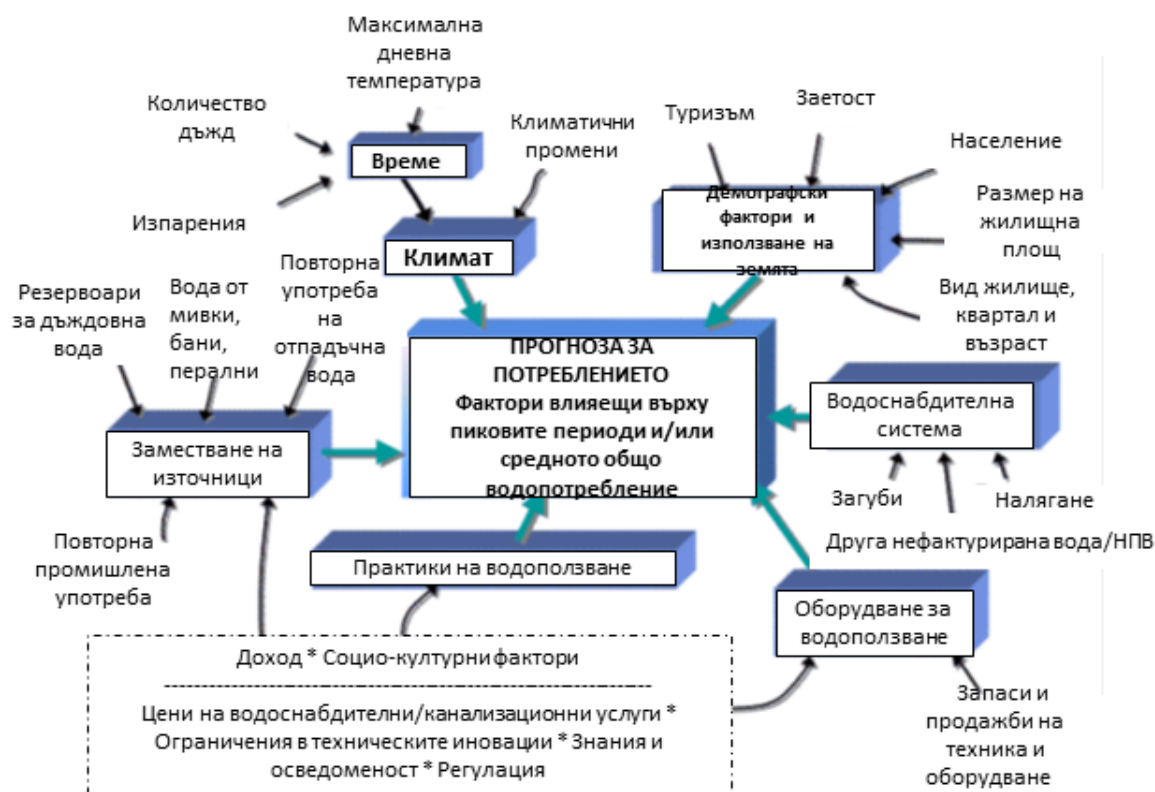 Максимална
дневна
температура
Количество
дъжд
Време
Климатични
промени
Изпарения
Климат
Туризъм
Заетост
Население
Демографски
фактори и
използване на
земята
Размер на
жилищна
площ
Вид жилище,
квартал и
възраст
Резервоари
за дъждовна
вода
Вода от
мивки,
бани,
перални
Повторна
употреба
на
отпадъчна
вода
ПРОГНОЗА ЗА
ПОТРЕБЛЕНИЕТО
Фактори влияещи върху
пиковите периоди и/или
средното общо
водопотребление
Водоснабдителна
система
Заместване на
източници
Загуби
Налягане
Друга нефактурирана вода/НПВ
Повторна
промишлена
употреба
Практики на водоползване
Оборудване за
водоползване
Доход * Социо-културни фактори
Цени на водоснабдителни/канализационни услуги *
Ограничения в техническите иновации * Знания и
осведоменост * Регулация
Запаси и
продажби на
техника и
оборудване